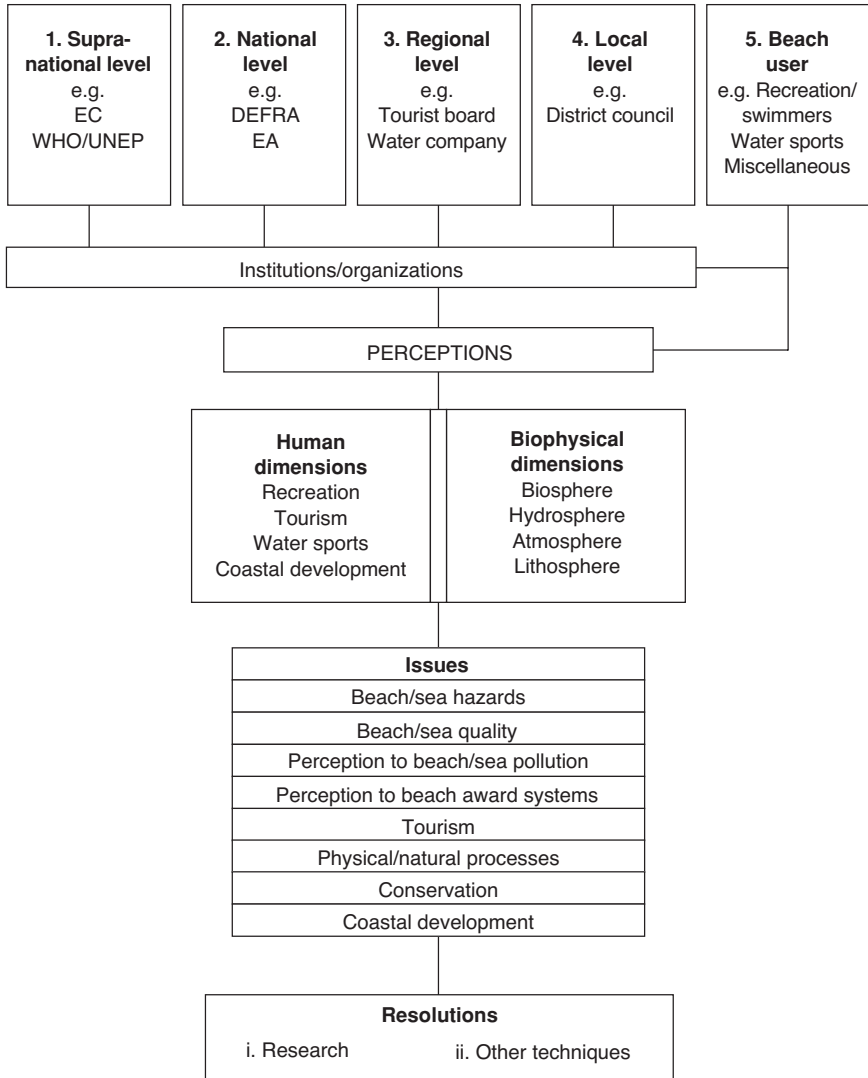 1. Supra-
national level
e.g.
EC
WHO/UNEP
2. National
level
e.g.
DEFRA
EA
3. Regional
level
e.g.
Tourist board
Water company
4. Local
level
e.g.
District council
5. Beach
user
e.g. Recreation/
swimmers
Water sports
Miscellaneous
Institutions/organizations
PERCEPTIONS
Human
dimensions
Recreation
Tourism
Water sports
Coastal development
Biophysical
dimensions
Biosphere
Hydrosphere
Atmosphere
Lithosphere
Issues
Beach/sea hazards
Beach/sea quality
Perception to beach/sea pollution
Perception to beach award systems
Tourism
Physical/natural processes
Conservation
Coastal development
Resolutions
i. Research
ii. Other techniques